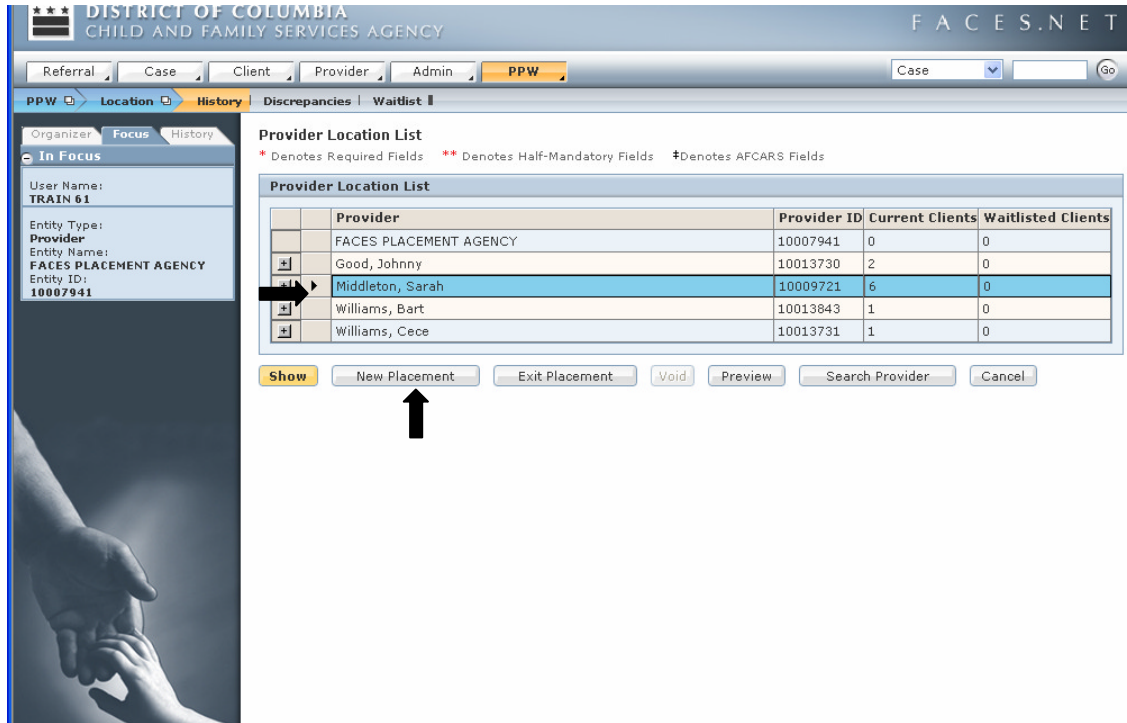 DISTRICT OF COLUMBIA
CHILD AND FAMILY SERVICES AGENCY
FACES.NET
Referral Case Client Provider Admin PPW Case Go
PPW Location History Discrepancies Waitlist
Organizer Focus History
In Focus
User Name:
TRAIN 61
Entity Type:
Provider
Entity Name:
FACES PLACEMENT AGENCY
Entity ID:
10007941
Provider Location List
* Denotes Required Fields ** Denotes Half-Mandatory Fields ‡Denotes AFCARS Fields
Provider Location List
Provider Provider ID Current Clients Waitlisted Clients
FACES PLACEMENT AGENCY 10007941 0 0
Good, Johnny 10013730 2 0
Middleton, Sarah 10009721 6 0
Williams, Bart 10013843 1 0
Williams, Cece 10013731 1 0
Show New Placement Exit Placement Void Preview Search Provider Cancel